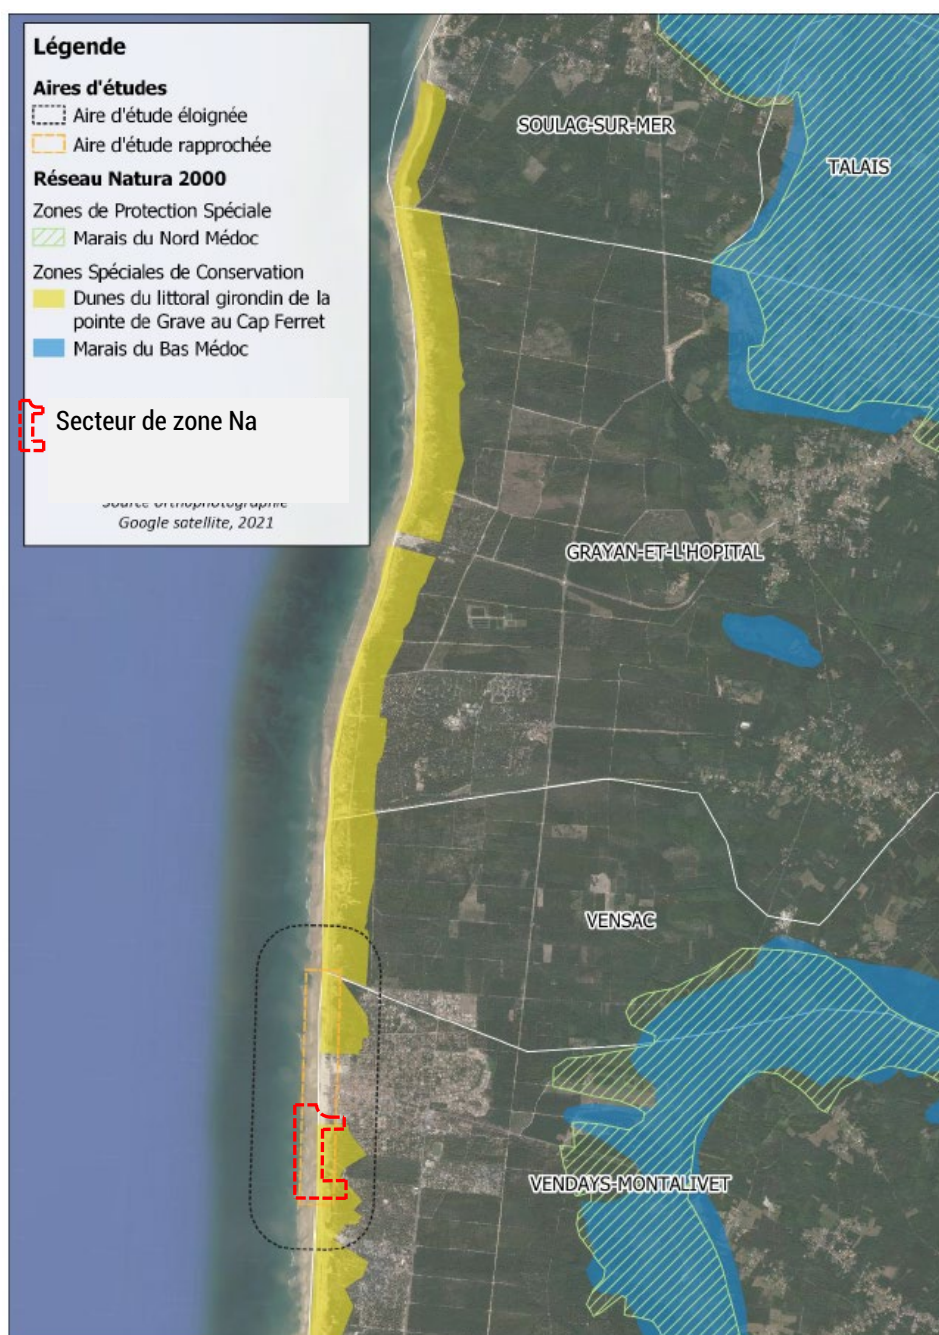 Légende
Aires d'études
Aire d'étude éloignée
Aire d'étude rapprochée
Réseau Natura 2000
Zones de Protection Spéciale
Marais du Nord Médoc
Zones Spéciales de Conservation
Dunes du littoral girondin de la
pointe de Grave au Cap Ferret
Marais du Bas Médoc
Secteur de zone Na
Source orthophotographie
Google satellite, 2021
SOULAC-SUR-MER
TALAIS
GRAYAN-ET-L'HOPITAL
VENSAC
VENDAYS-MONTALIVET